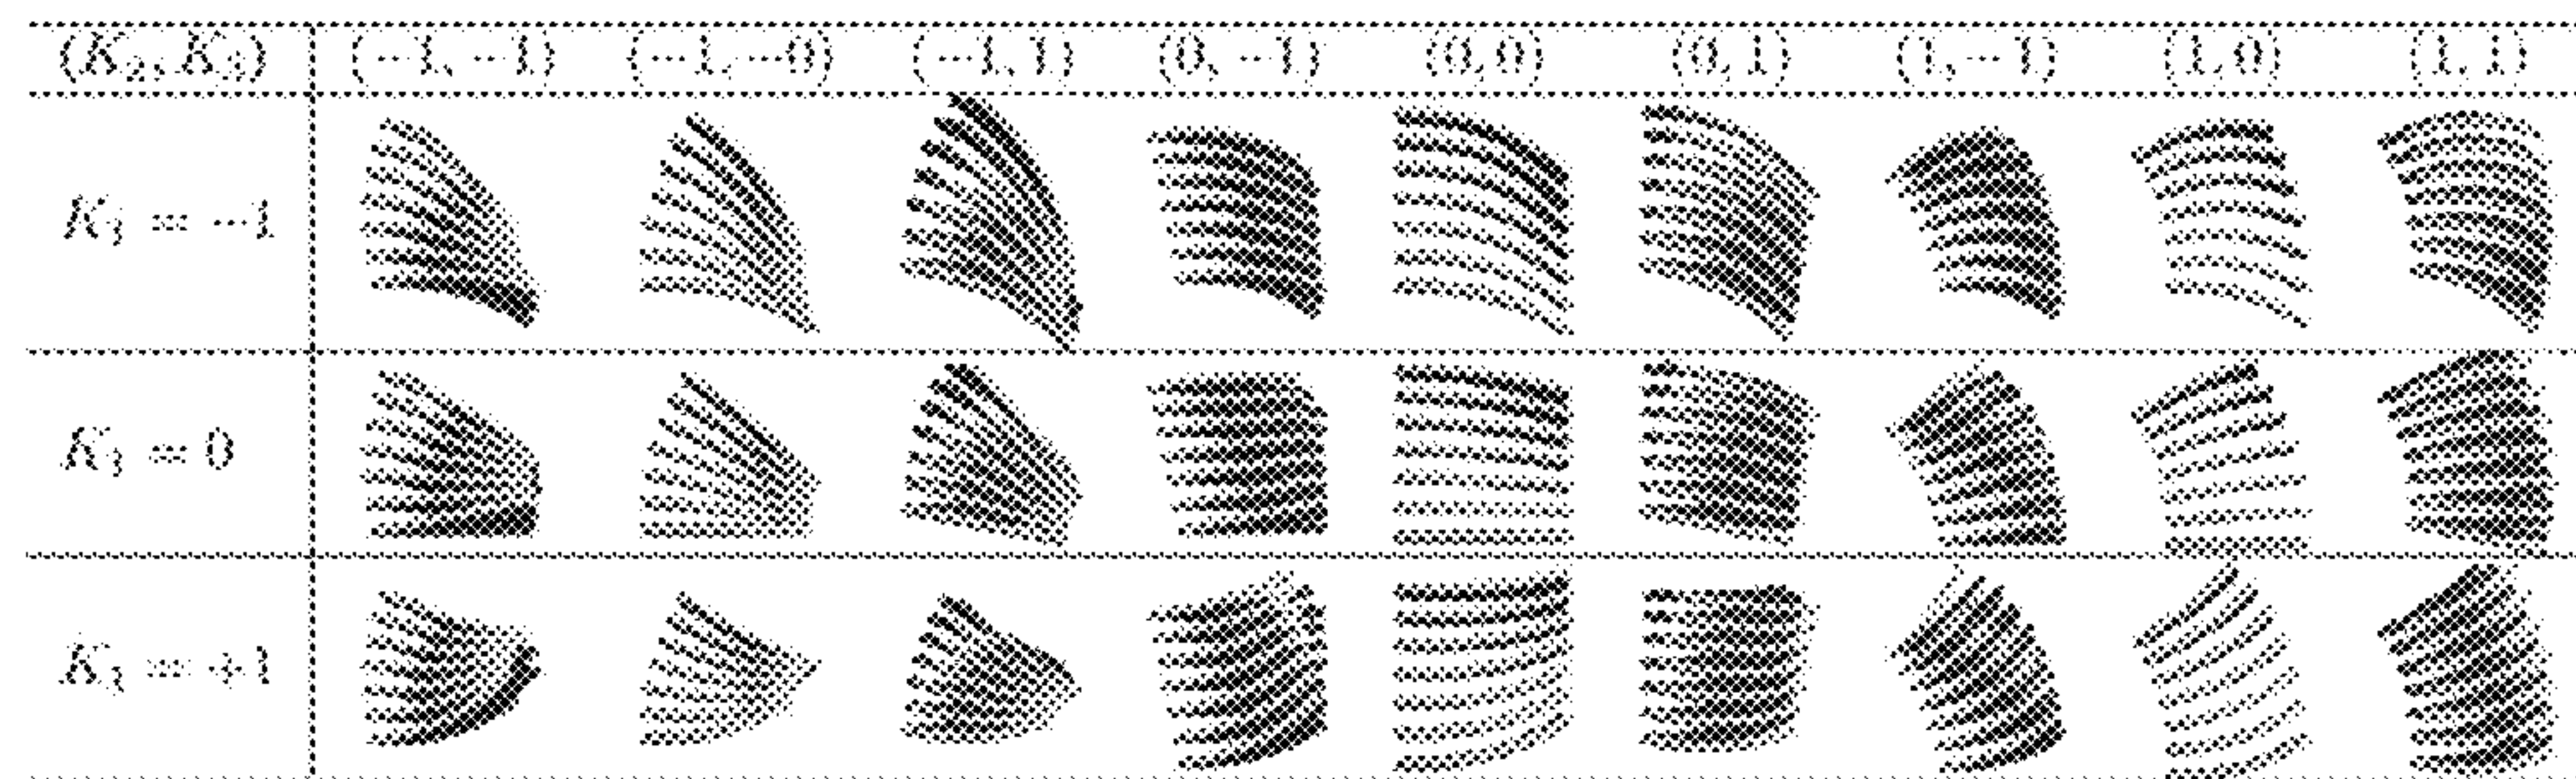 (K₂, K₃) (−1, −1) (−1, −0) (−1, 1) (0, −1) (0, 0) (0, 1) (1, −1) (1, 0) (1, 1)
K₁ = −1
K₁ = 0
K₁ = +1